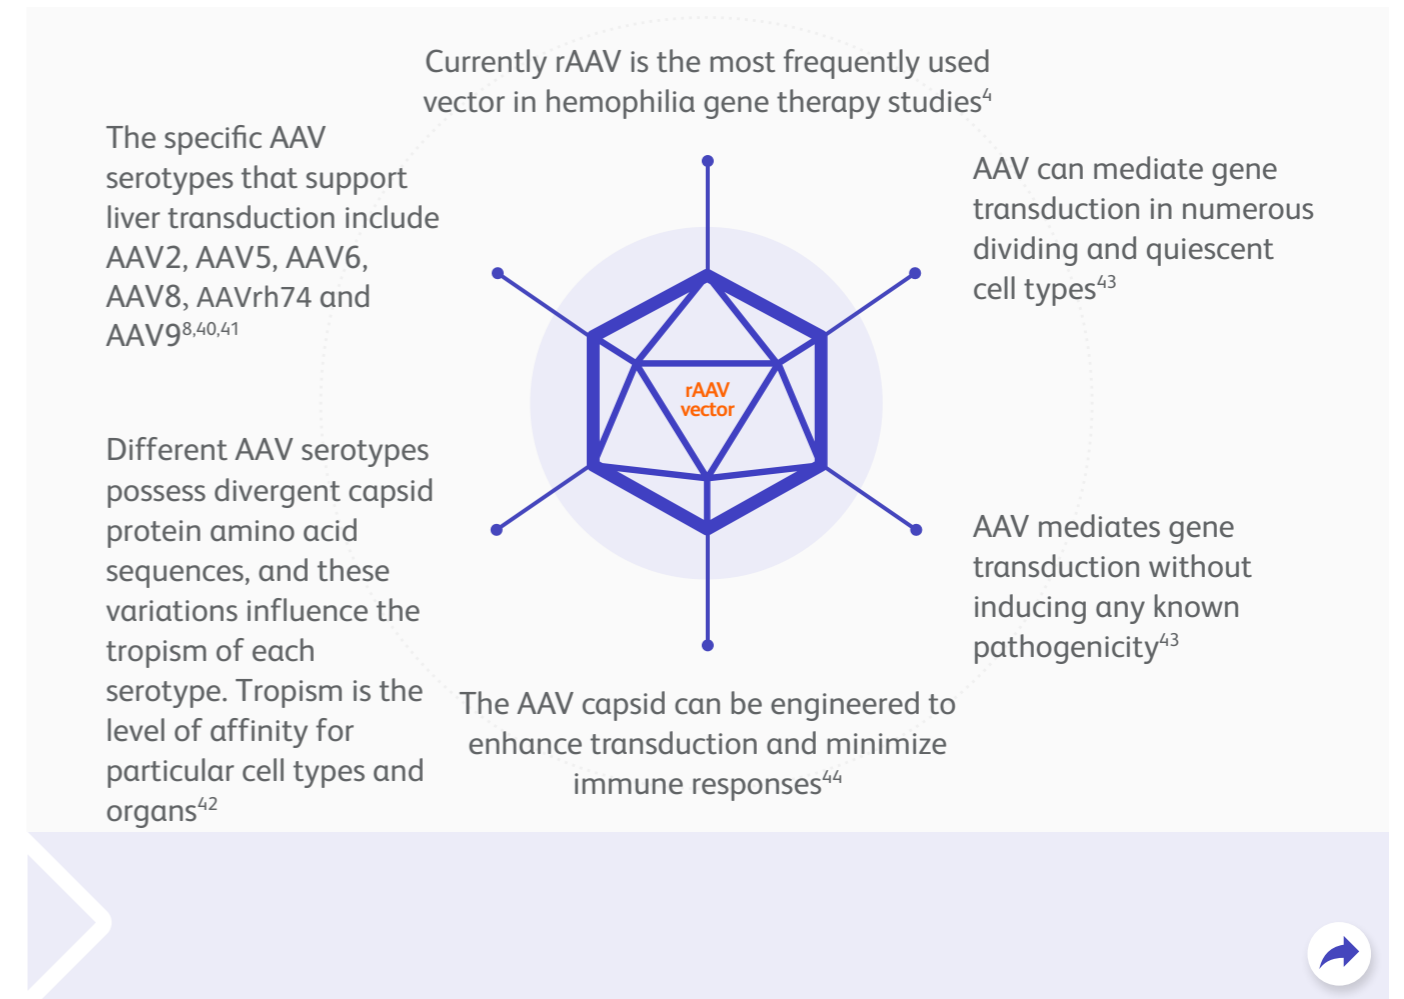 Currently rAAV is the most frequently used
vector in hemophilia gene therapy studies4
The specific AAV
serotypes that support
liver transduction include
AAV2, AAV5, AAV6,
AAV8, AAVrh74 and
AAV98,40,41
AAV can mediate gene
transduction in numerous
dividing and quiescent
cell types43
rAAV
vector
Different AAV serotypes
possess divergent capsid
protein amino acid
sequences, and these
variations influence the
tropism of each
serotype. Tropism is the
level of affinity for
particular cell types and
organs42
AAV mediates gene
transduction without
inducing any known
pathogenicity43
The AAV capsid can be engineered to
enhance transduction and minimize
immune responses44